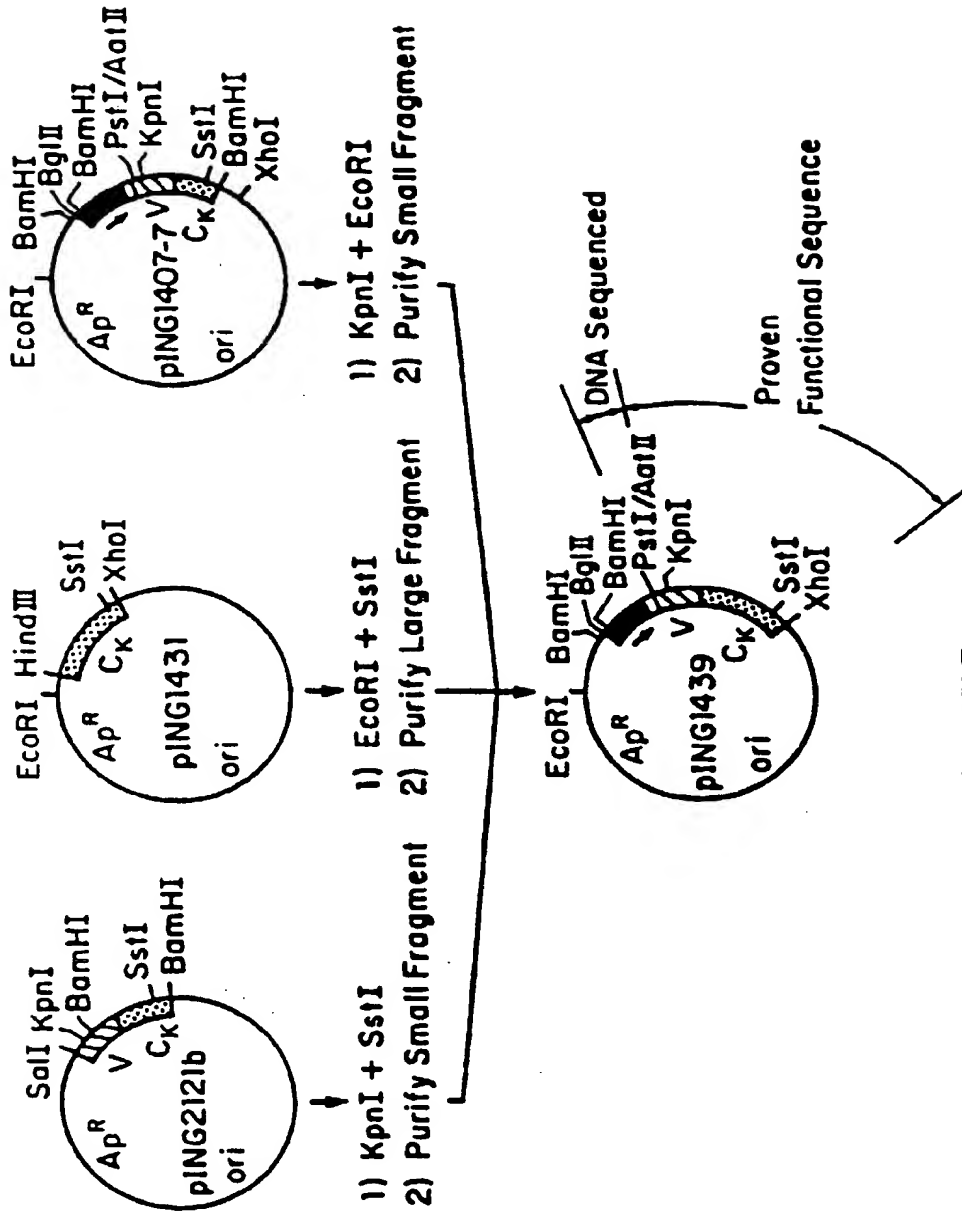 SalI
KpnI
BamHI
SstI
BamHI
Ap^R
V
C_K
pING2121b
ori
1) KpnI + SstI
2) Purify Small Fragment
EcoRI
HindIII
SstI
XhoI
Ap^R
C_K
pING1431
ori
1) EcoRI + SstI
2) Purify Large Fragment
EcoRI
BamHI
BglII
BamHI
PstI/AatII
KpnI
SstI
BamHI
XhoI
Ap^R
V
C_K
pING1407-7
ori
1) KpnI + EcoRI
2) Purify Small Fragment
EcoRI
BamHI
BglII
BamHI
PstI/AatII
KpnI
SstI
XhoI
Ap^R
V
C_K
pING1439
ori
DNA Sequenced
Proven
Functional Sequence